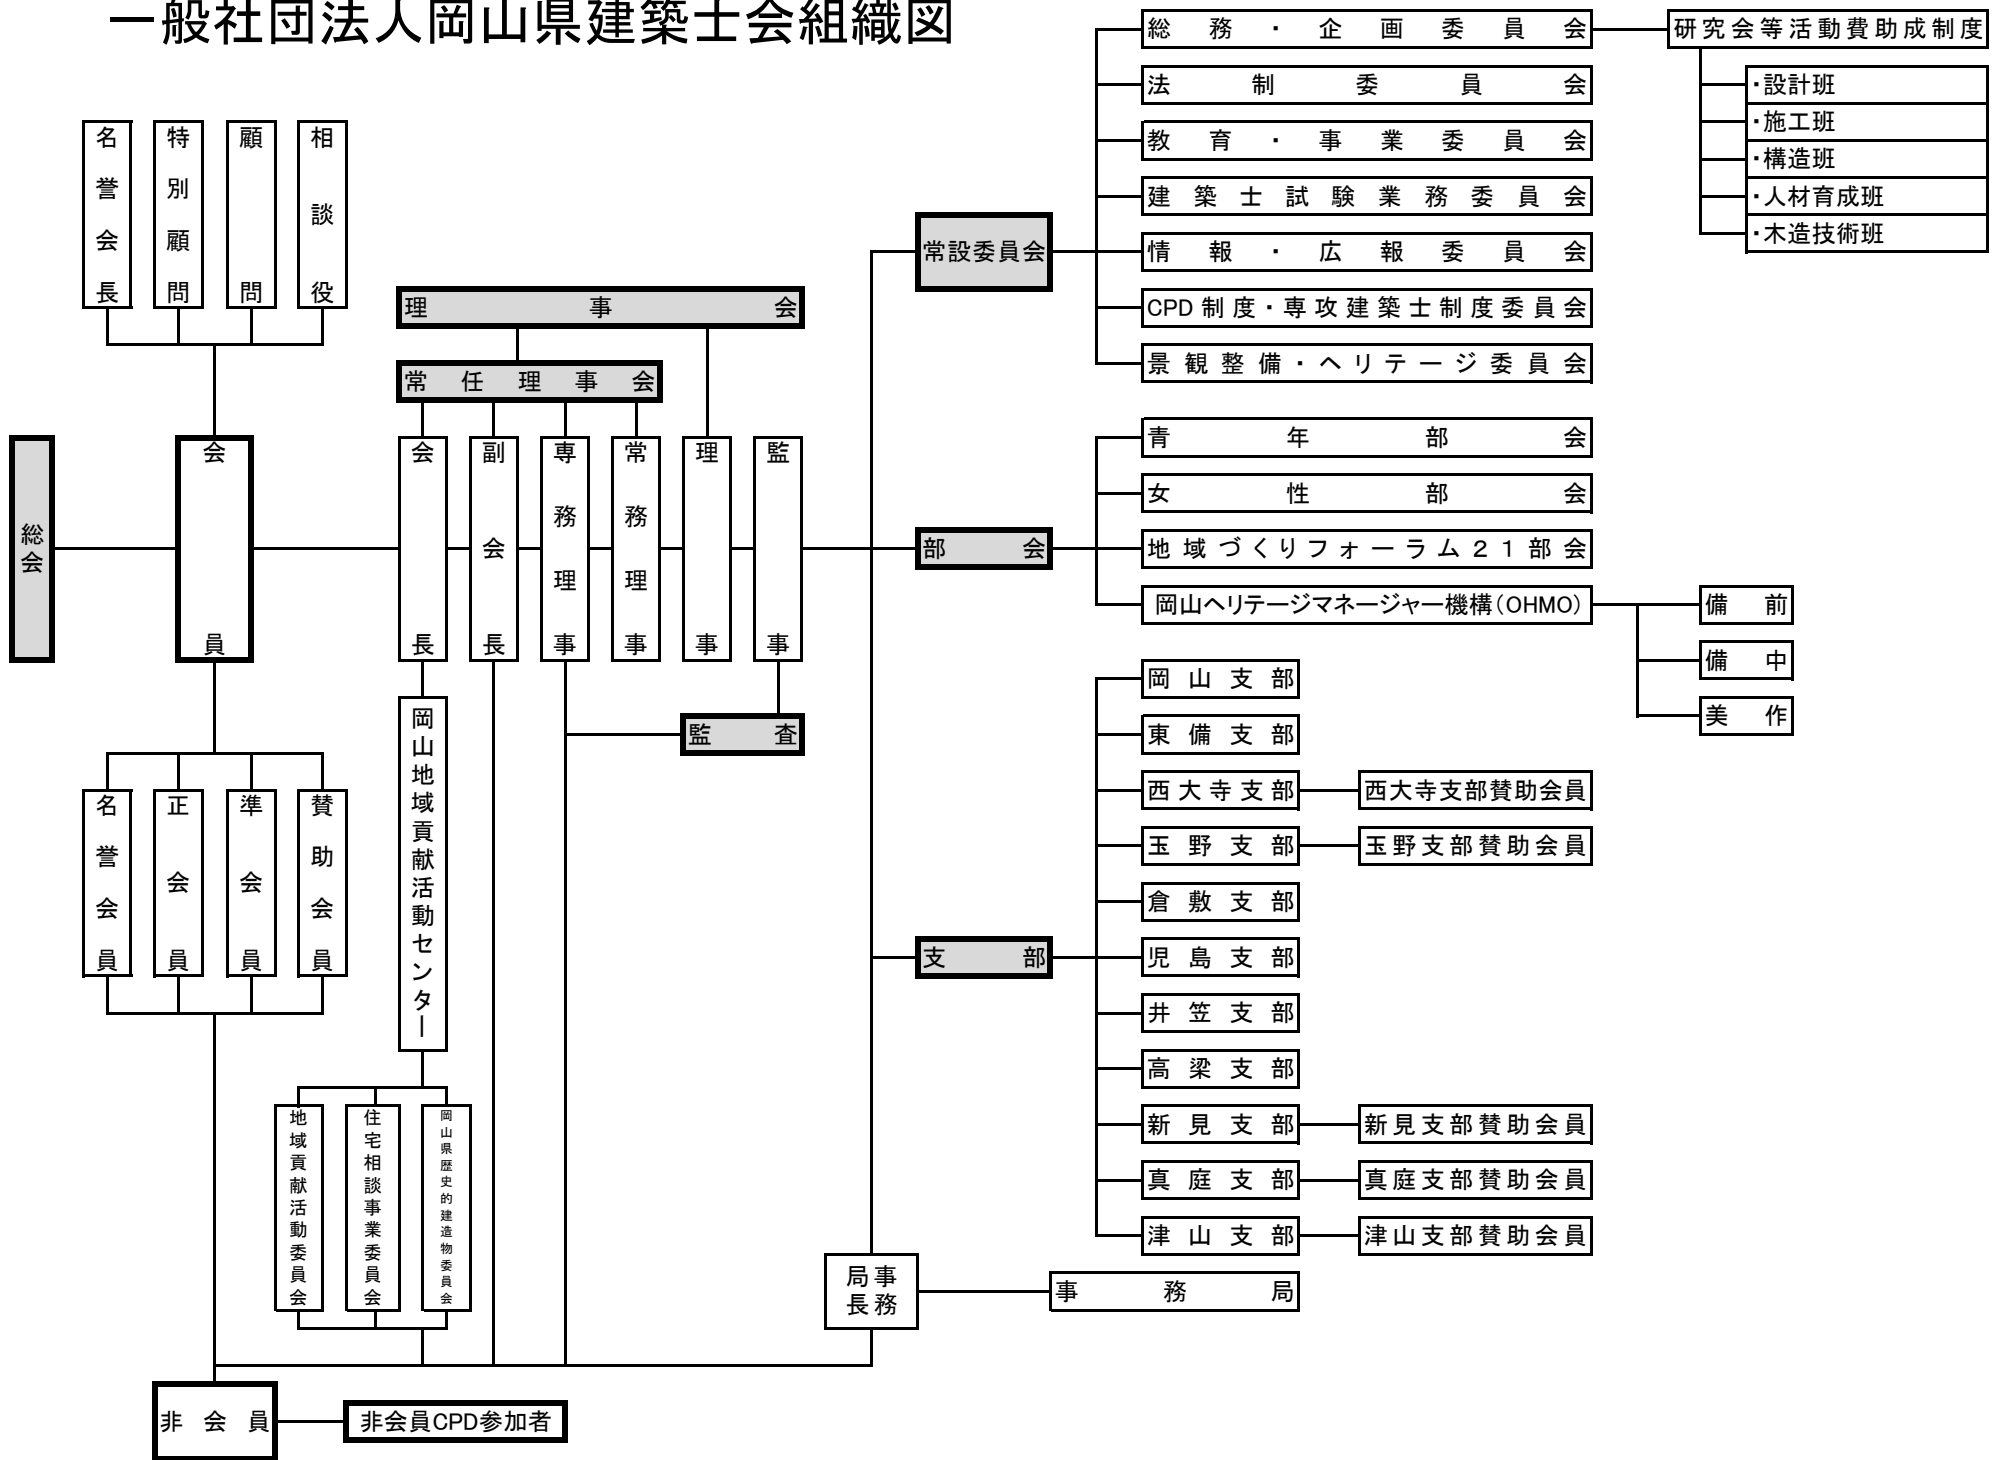 一般社団法人岡山県建築士会組織図
名誉会長
特別顧問
顧問
相談役
総会
会員
理事会
常任理事会
会長
副会長
専務理事
常務理事
理事
監事
監査
名誉会員
正会員
準会員
賛助会員
岡山地域貢献活動センター
地域貢献活動委員会
住宅相談事業委員会
岡山県歴史的建造物委員会
非会員
非会員CPD参加者
常設委員会
総務・企画委員会
研究会等活動費助成制度
・設計班
・施工班
・構造班
・人材育成班
・木造技術班
法制委員会
教育・事業委員会
建築士試験業務委員会
情報・広報委員会
CPD制度・専攻建築士制度委員会
景観整備・ヘリテージ委員会
部会
青年部会
女性部会
地域づくりフォーラム21部会
岡山ヘリテージマネージャー機構(OHMO)
備前
備中
美作
支部
岡山支部
東備支部
西大寺支部
西大寺支部賛助会員
玉野支部
玉野支部賛助会員
倉敷支部
児島支部
井笠支部
高梁支部
新見支部
新見支部賛助会員
真庭支部
真庭支部賛助会員
津山支部
津山支部賛助会員
事務
局長
事務局